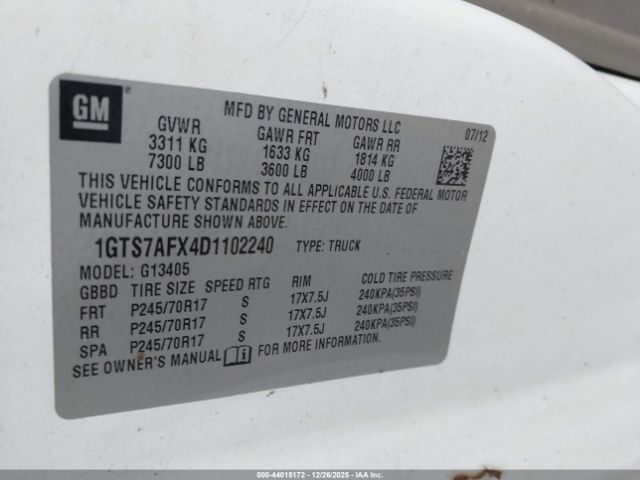 GM
MFD BY GENERAL MOTORS LLC
07/12
GVWR GAWR FRT GAWR RR
3311 KG 1633 KG 1814 KG
7300 LB 3600 LB 4000 LB
THIS VEHICLE CONFORMS TO ALL APPLICABLE U.S. FEDERAL MOTOR
VEHICLE SAFETY STANDARDS IN EFFECT ON THE DATE OF
MANUFACTURE SHOWN ABOVE.
1GTS7AFX4D1102240 TYPE: TRUCK
MODEL: G13405
GBBD TIRE SIZE SPEED RTG RIM COLD TIRE PRESSURE
FRT P245/70R17 S 17X7.5J 240KPA(35PSI)
RR P245/70R17 S 17X7.5J 240KPA(35PSI)
SPA P245/70R17 S 17X7.5J 240KPA(35PSI)
SEE OWNER'S MANUAL FOR MORE INFORMATION.
000-44015172 - 12/26/2025 - IAAI.COM